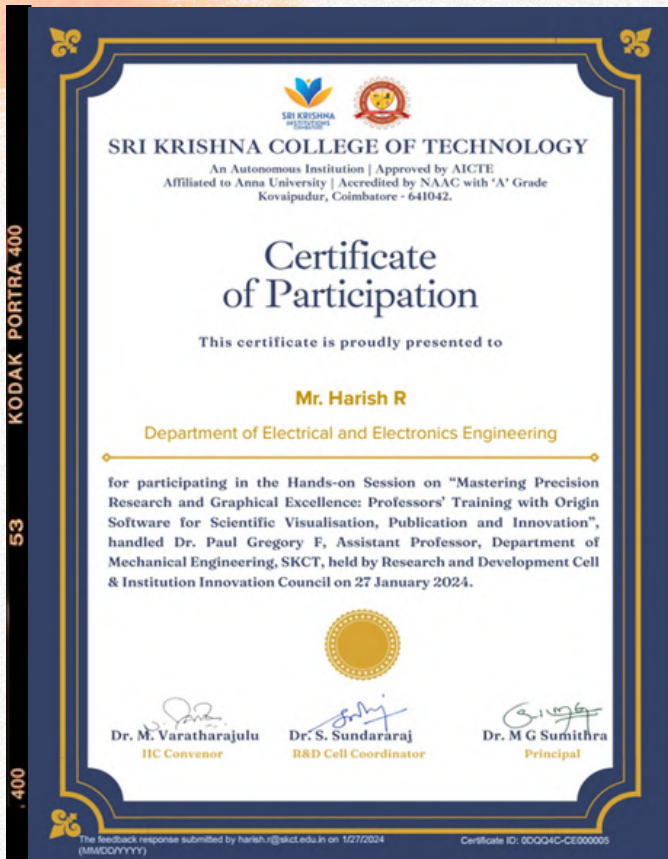 SRI KRISHNA
INSTITUTIONS
COIMBATORE
SRI KRISHNA COLLEGE OF TECHNOLOGY
An Autonomous Institution | Approved by AICTE
Affiliated to Anna University | Accredited by NAAC with ‘A’ Grade
Kovaipudur, Coimbatore - 641042.
Certificate
of Participation
This certificate is proudly presented to
Mr. Harish R
Department of Electrical and Electronics Engineering
for participating in the Hands-on Session on “Mastering Precision
Research and Graphical Excellence: Professors’ Training with Origin
Software for Scientific Visualisation, Publication and Innovation”,
handled Dr. Paul Gregory F, Assistant Professor, Department of
Mechanical Engineering, SKCT, held by Research and Development Cell
& Institution Innovation Council on 27 January 2024.
Dr. M. Varatharajulu
IIC Convenor
Dr. S. Sundararaj
R&D Cell Coordinator
Dr. M G Sumithra
Principal
The feedback response submitted by harish.r@skct.edu.in on 1/27/2024
(MM/DD/YYYY)
Certificate ID: 0DQQ4C-CE000005
KODAK PORTRA 400
53
400